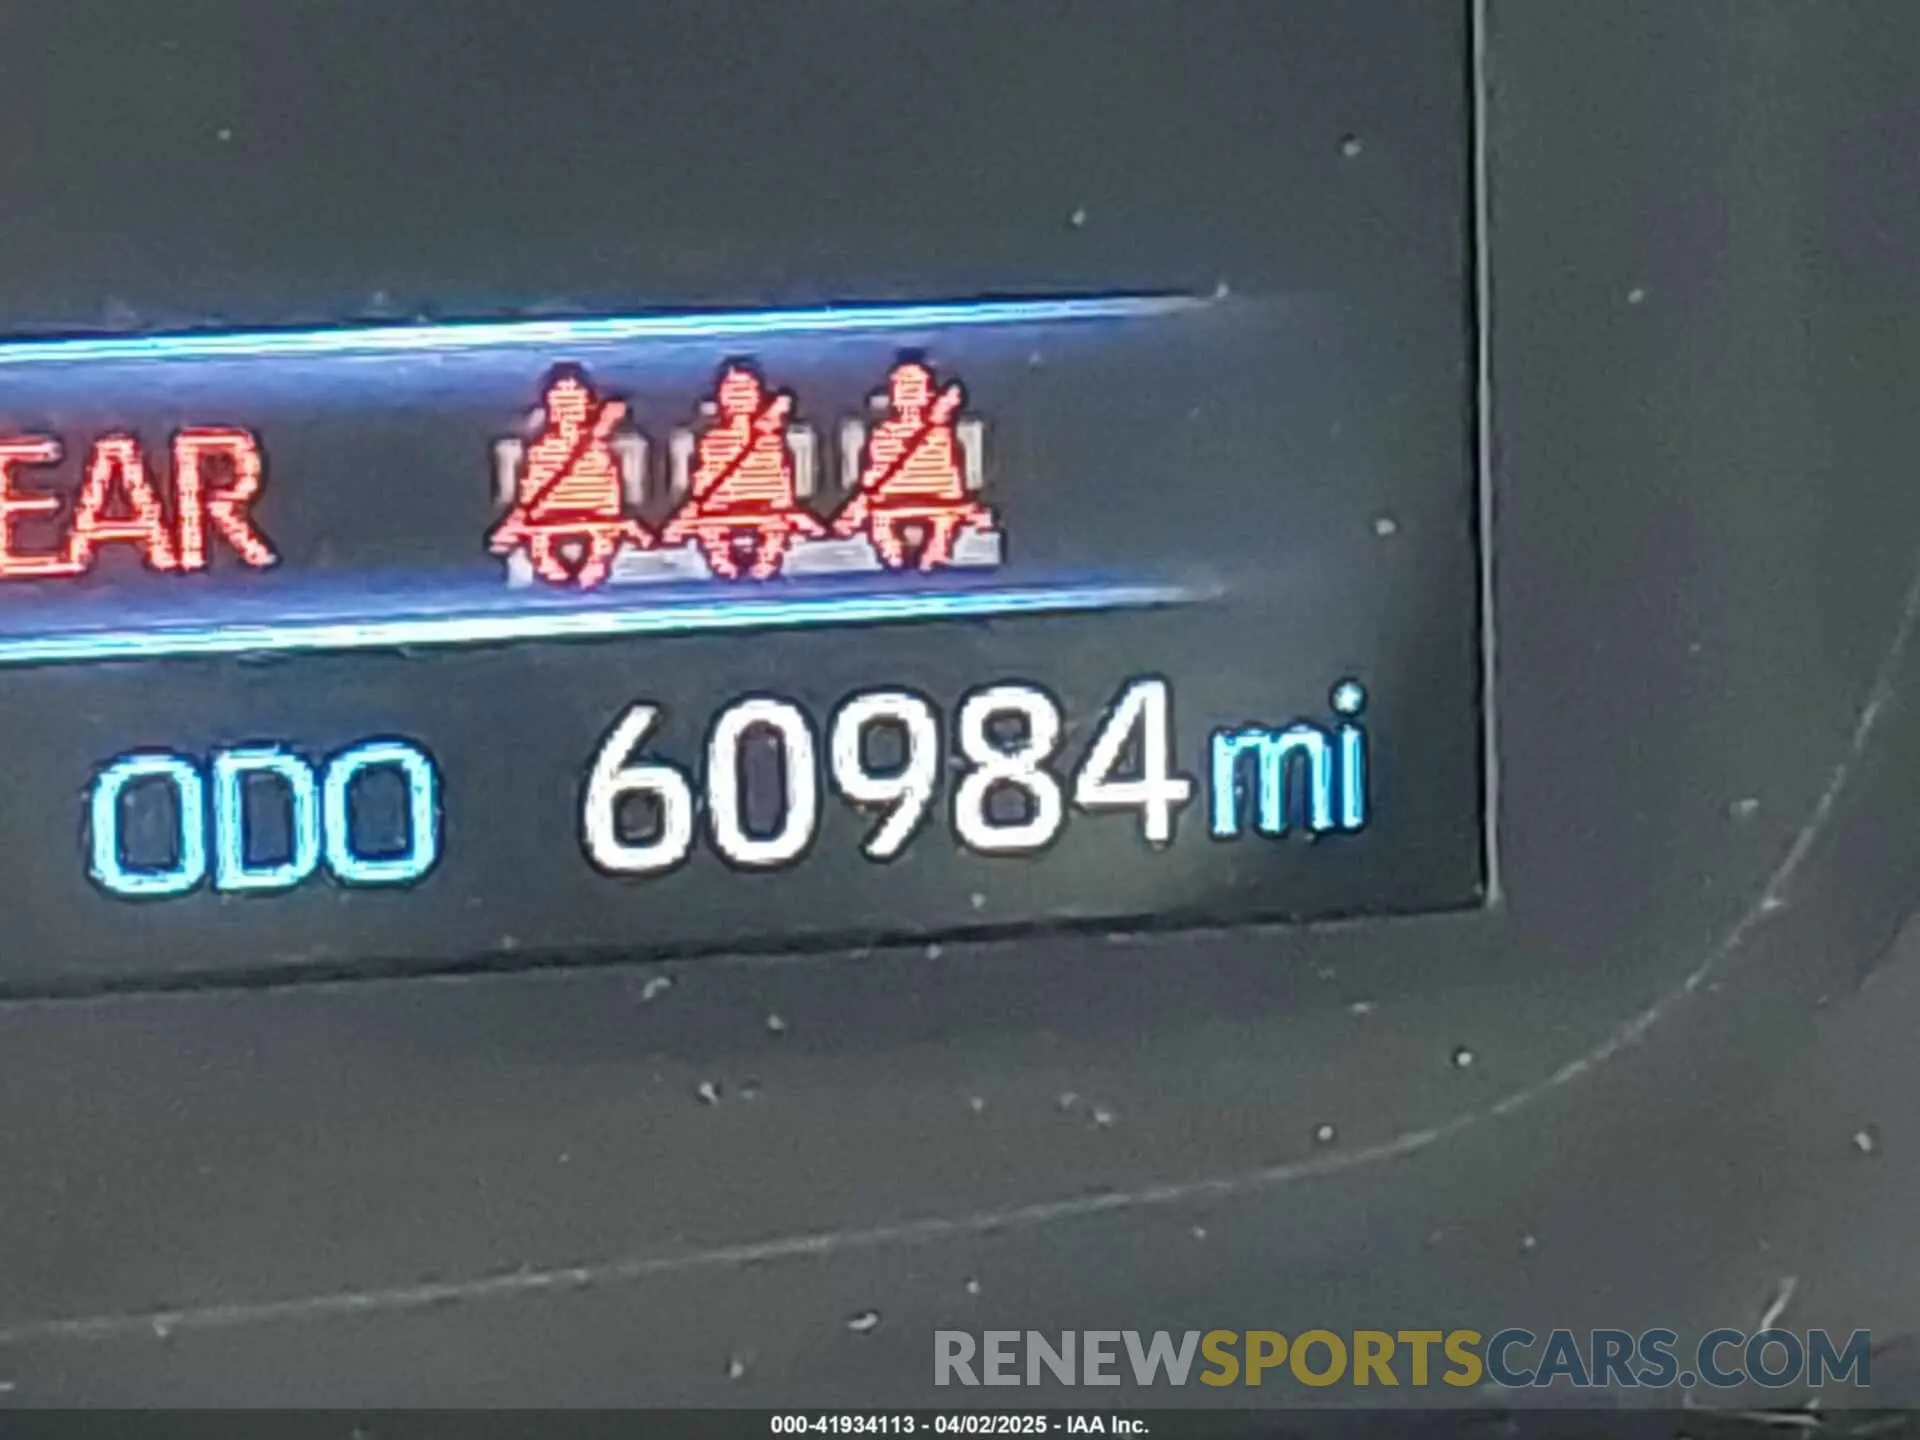 EAR
ODO 60984 mi
RENEWSPORTSCARS.COM
000-41934113 - 04/02/2025 - IAA Inc.